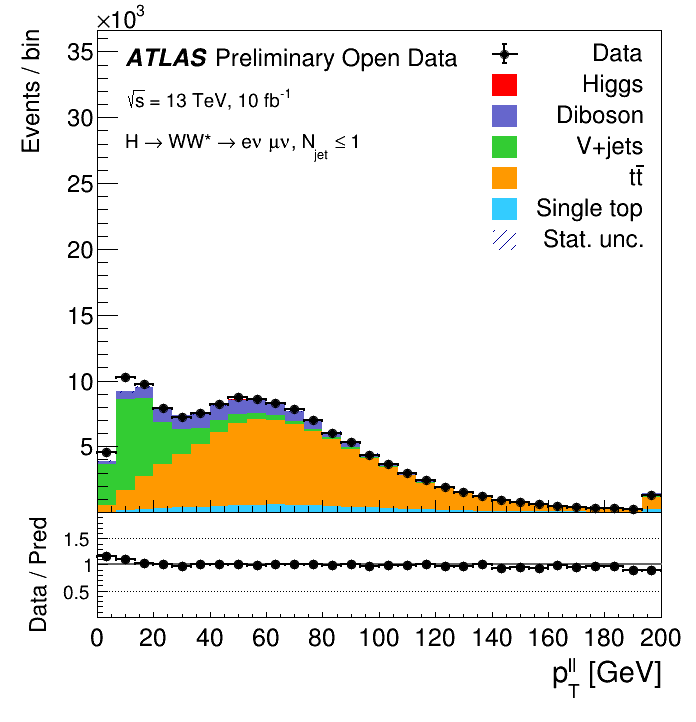 ×10³
Events / bin
35
30
25
20
15
10
5
ATLAS Preliminary Open Data
√s = 13 TeV, 10 fb⁻¹
H → WW* → eν μν, N_jet ≤ 1
Data
Higgs
Diboson
V+jets
tt̄
Single top
Stat. unc.
Data / Pred
1.5
1
0.5
0 20 40 60 80 100 120 140 160 180 200
p_T^ll [GeV]